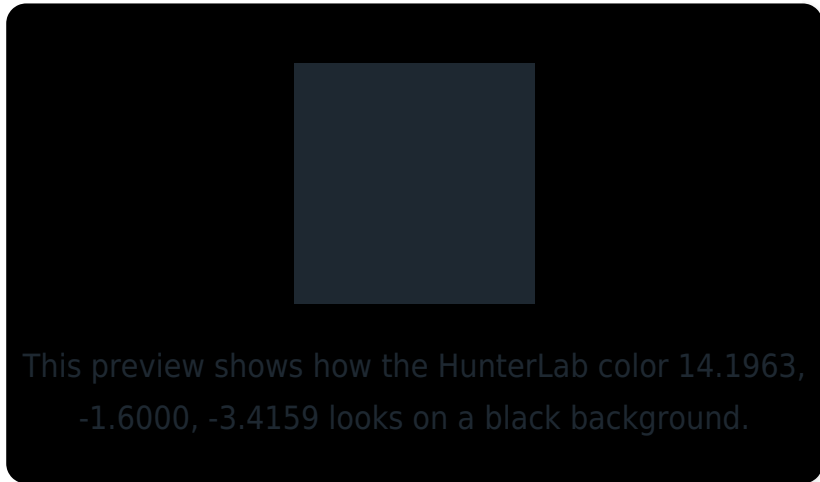 This preview shows how the HunterLab color 14.1963,
-1.6000, -3.4159 looks on a black background.